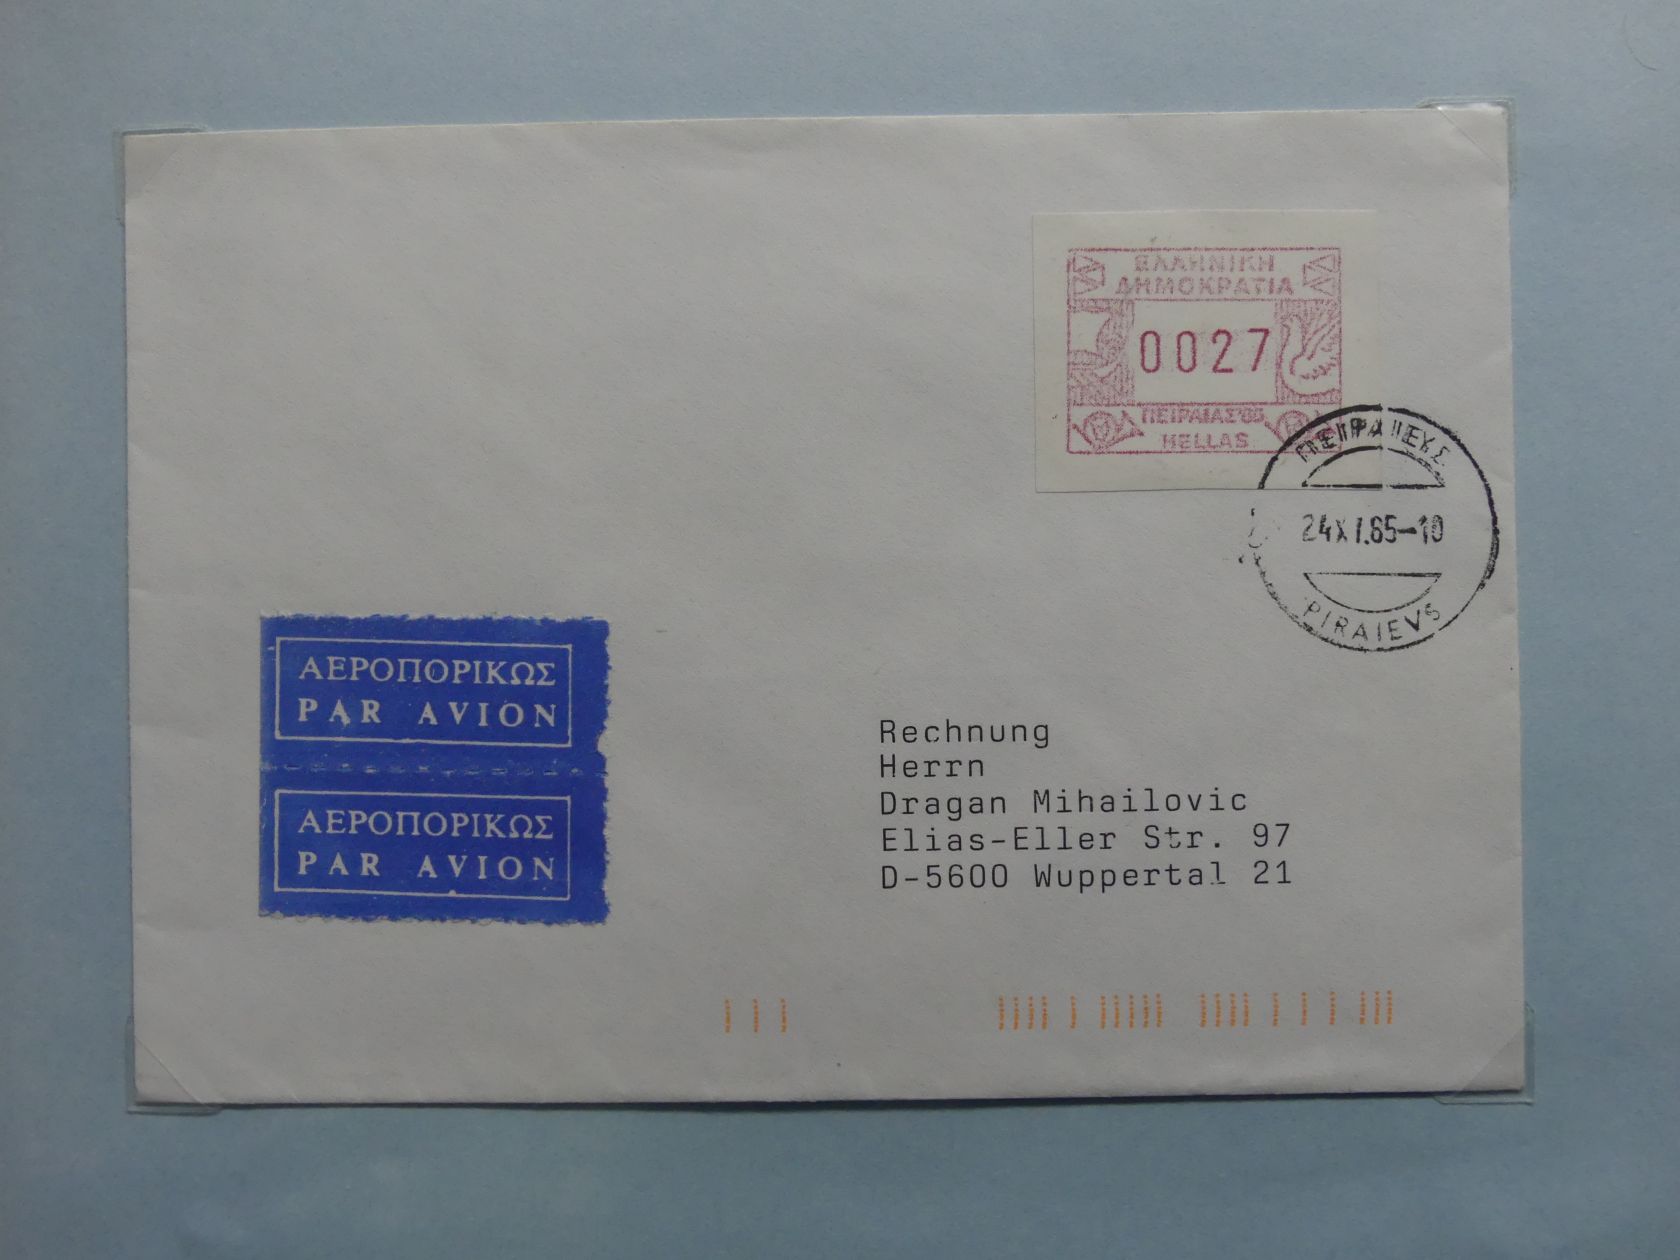 ΕΛΛΗΝΙΚΗ
ΔΗΜΟΚΡΑΤΙΑ
0027
ΠΕΙΡΑΙΑΣ'85
HELLAS
ΠΕΙΡΑΙΕΥΣ
24 XI.85-10
PIRAIEVS
ΑΕΡΟΠΟΡΙΚΩΣ
PAR AVION
ΑΕΡΟΠΟΡΙΚΩΣ
PAR AVION
Rechnung
Herrn
Dragan Mihailovic
Elias-Eller Str. 97
D-5600 Wuppertal 21